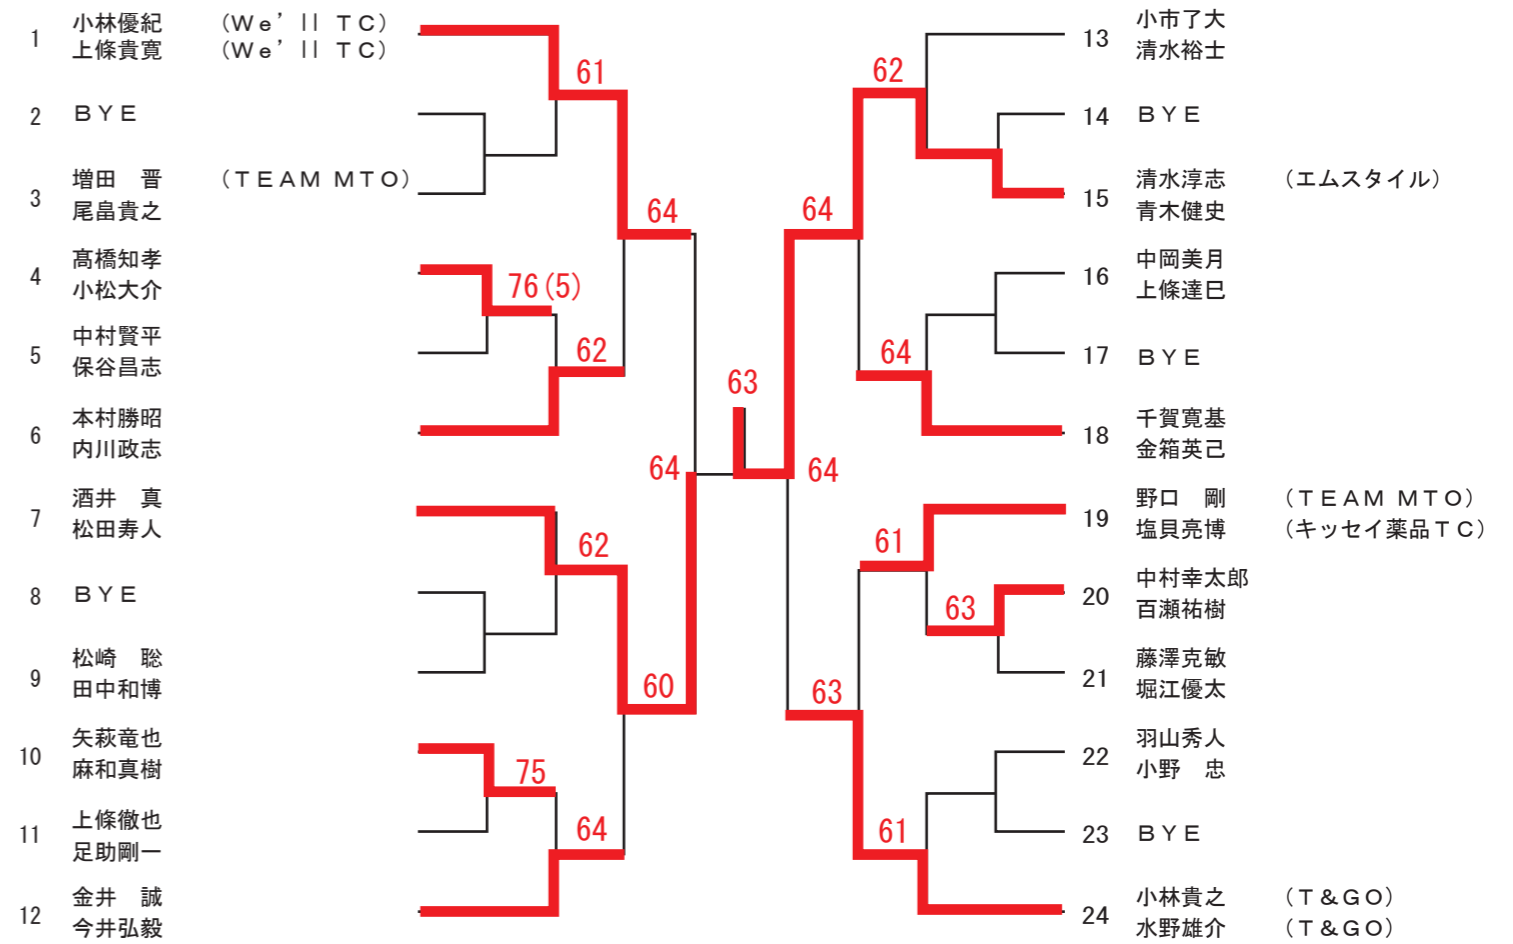 1 小林優紀 （Ｗｅ’ｌｌ ＴＣ）
上條貴寛 （Ｗｅ’ｌｌ ＴＣ）
2 ＢＹＥ
3 増田　晋 （ＴＥＡＭ ＭＴＯ）
尾畠貴之
4 髙橋知孝
小松大介
5 中村賢平
保谷昌志
6 本村勝昭
内川政志
7 酒井　真
松田寿人
8 ＢＹＥ
9 松崎　聡
田中和博
10 矢萩竜也
麻和真樹
11 上條徹也
足助剛一
12 金井　誠
今井弘毅
61
64
76(5)
62
64
62
60
75
64
63
62
64
64
64
61
63
63
61
13 小市了大
清水裕士
14 ＢＹＥ
15 清水淳志 （エムスタイル）
青木健史
16 中岡美月
上條達巳
17 ＢＹＥ
18 千賀寛基
金箱英己
19 野口　剛 （ＴＥＡＭ ＭＴＯ）
塩貝亮博 （キッセイ薬品ＴＣ）
20 中村幸太郎
百瀬祐樹
21 藤澤克敏
堀江優太
22 羽山秀人
小野　忠
23 ＢＹＥ
24 小林貴之 （Ｔ＆ＧＯ）
水野雄介 （Ｔ＆ＧＯ）